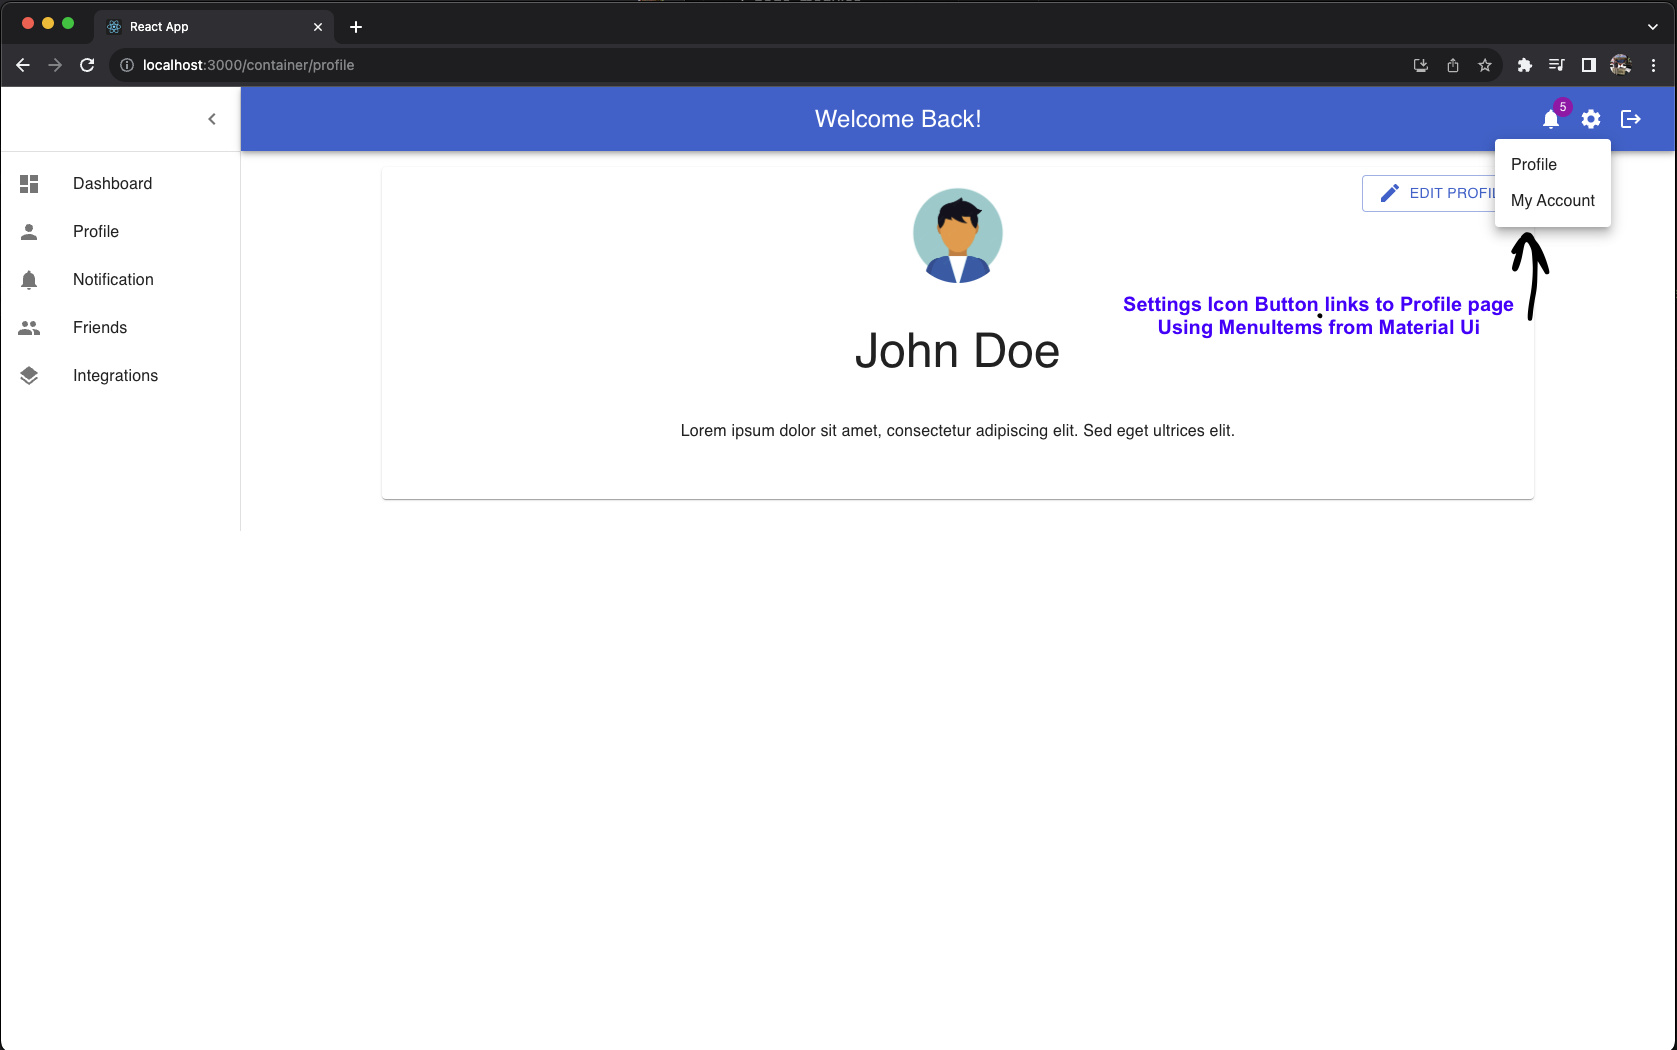 React App
localhost:3000/container/profile
Welcome Back!
5
Profile
My Account
Dashboard
Profile
Notification
Friends
Integrations
EDIT PROFIL
Settings Icon Button links to Profile page
Using MenuItems from Material Ui
John Doe
Lorem ipsum dolor sit amet, consectetur adipiscing elit. Sed eget ultrices elit.